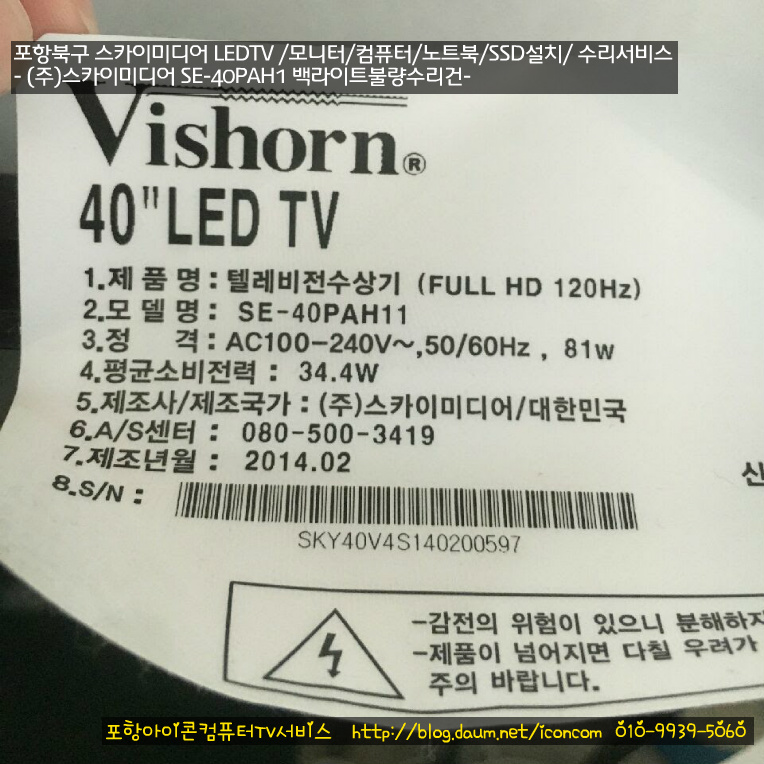 포항북구 스카이미디어 LEDTV /모니터/컴퓨터/노트북/SSD설치/ 수리서비스
- (주)스카이미디어 SE-40PAH1 백라이트불량수리건-
Vishorn®
40"LED TV
1.제 품 명 : 텔레비전수상기 (FULL HD 120Hz)
2.모 델 명 : SE-40PAH11
3.정 격 : AC100-240V~,50/60Hz , 81w
4.평균소비전력 : 34.4W
5.제조사/제조국가 : (주)스카이미디어/대한민국
6.A/S센터 : 080-500-3419
7.제조년월 : 2014.02
신
8.S/N :
SKY40V4S140200597
-감전의 위험이 있으니 분해하지
-제품이 넘어지면 다칠 우려가
주의 바랍니다.
포항아이콘컴퓨터TV서비스 http://blog.daum.net/iconcom 010-9939-5060